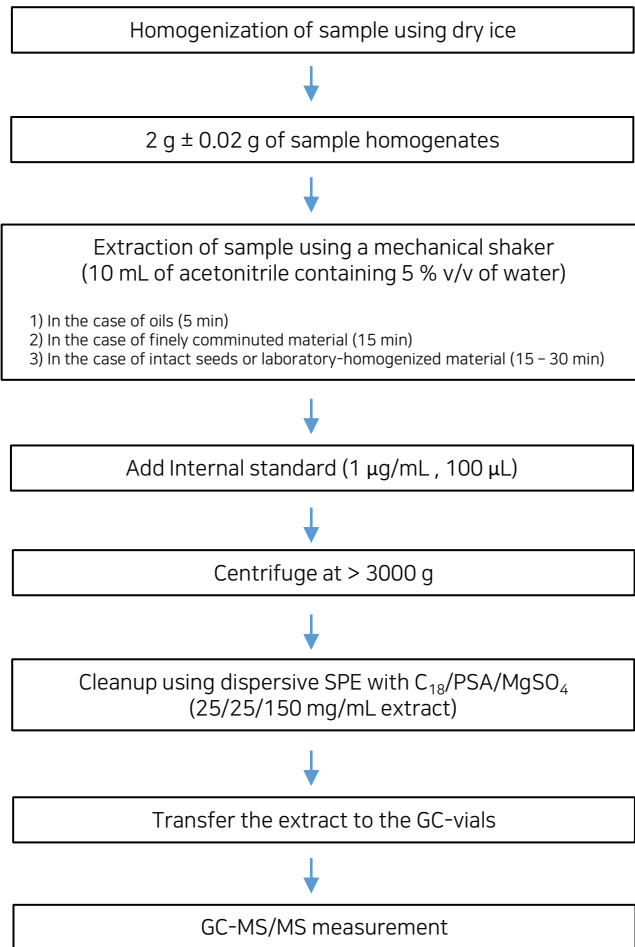 Homogenization of sample using dry ice
2 g ± 0.02 g of sample homogenates
Extraction of sample using a mechanical shaker
(10 mL of acetonitrile containing 5 % v/v of water)
1) In the case of oils (5 min)
2) In the case of finely comminuted material (15 min)
3) In the case of intact seeds or laboratory-homogenized material (15 – 30 min)
Add Internal standard (1 μg/mL , 100 μL)
Centrifuge at > 3000 g
Cleanup using dispersive SPE with C₁₈/PSA/MgSO₄
(25/25/150 mg/mL extract)
Transfer the extract to the GC-vials
GC-MS/MS measurement